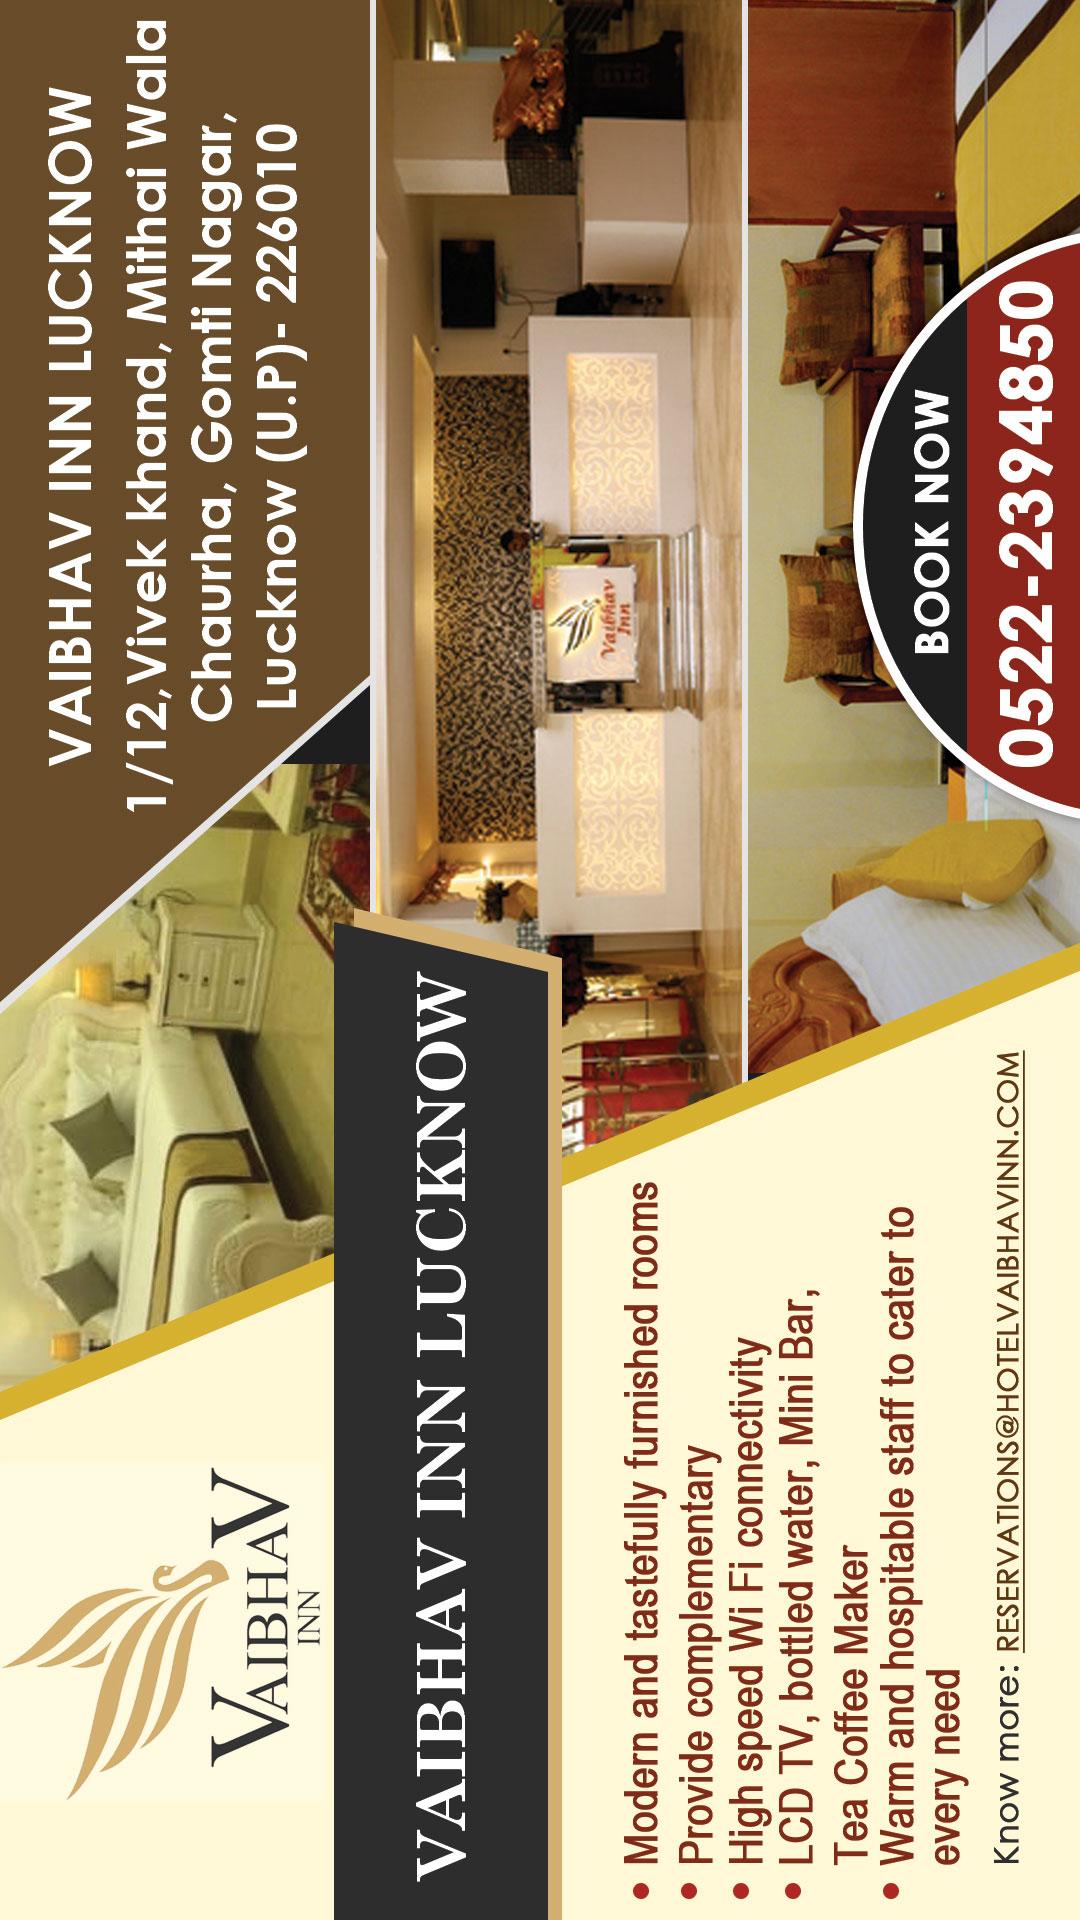 VAIBHAV
INN
VAIBHAV INN LUCKNOW
1/12,Vivek khand, Mithai Wala
Chaurha, Gomti Nagar,
Lucknow (U.P)- 226010
VAIBHAV INN LUCKNOW
Vaibhav
Inn
• Modern and tastefully furnished rooms
• Provide complementary
• High speed Wi Fi connectivity
• LCD TV, bottled water, Mini Bar,
Tea Coffee Maker
• Warm and hospitable staff to cater to
every need
Know more: RESERVATIONS@HOTELVAIBHAVINN.COM
BOOK NOW
0522-2394850